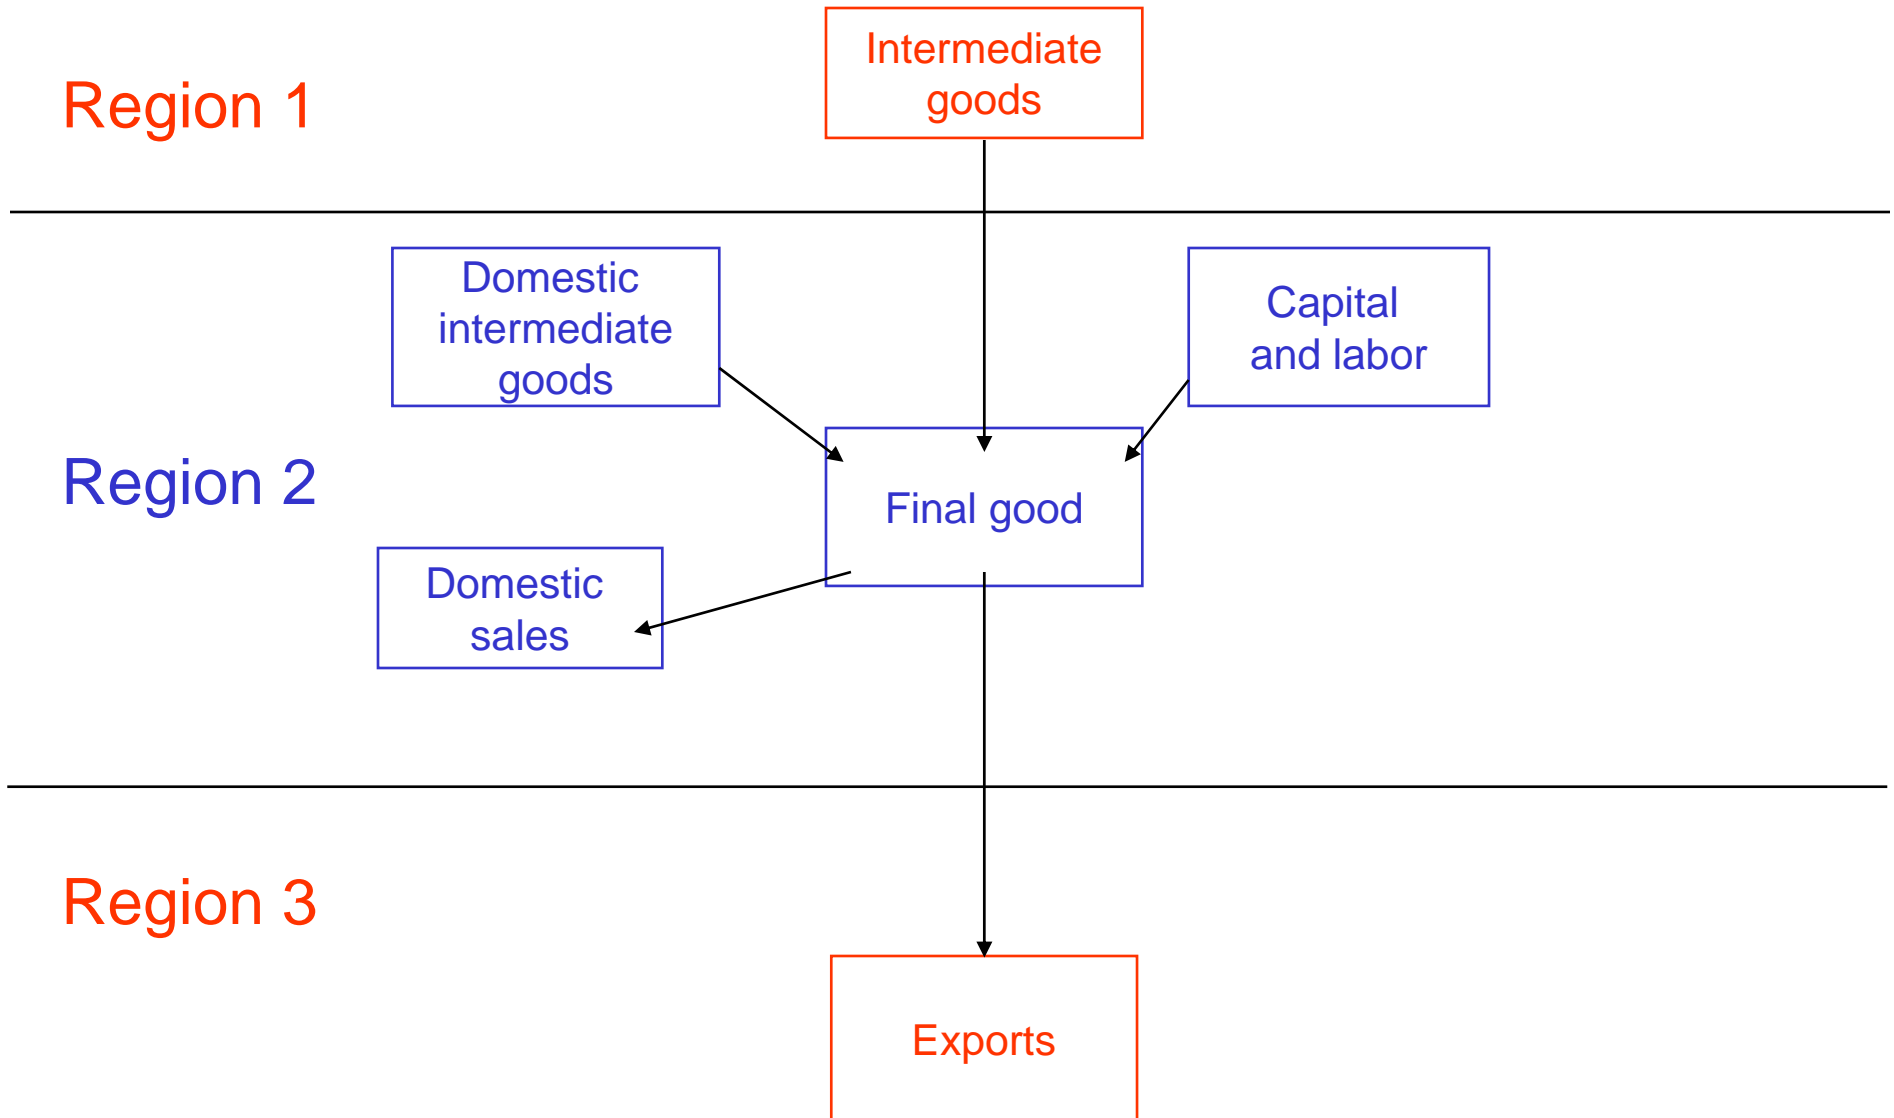 Intermediate
goods
Region 1
Domestic
intermediate
goods
Capital
and labor
Region 2
Final good
Domestic
sales
Region 3
Exports